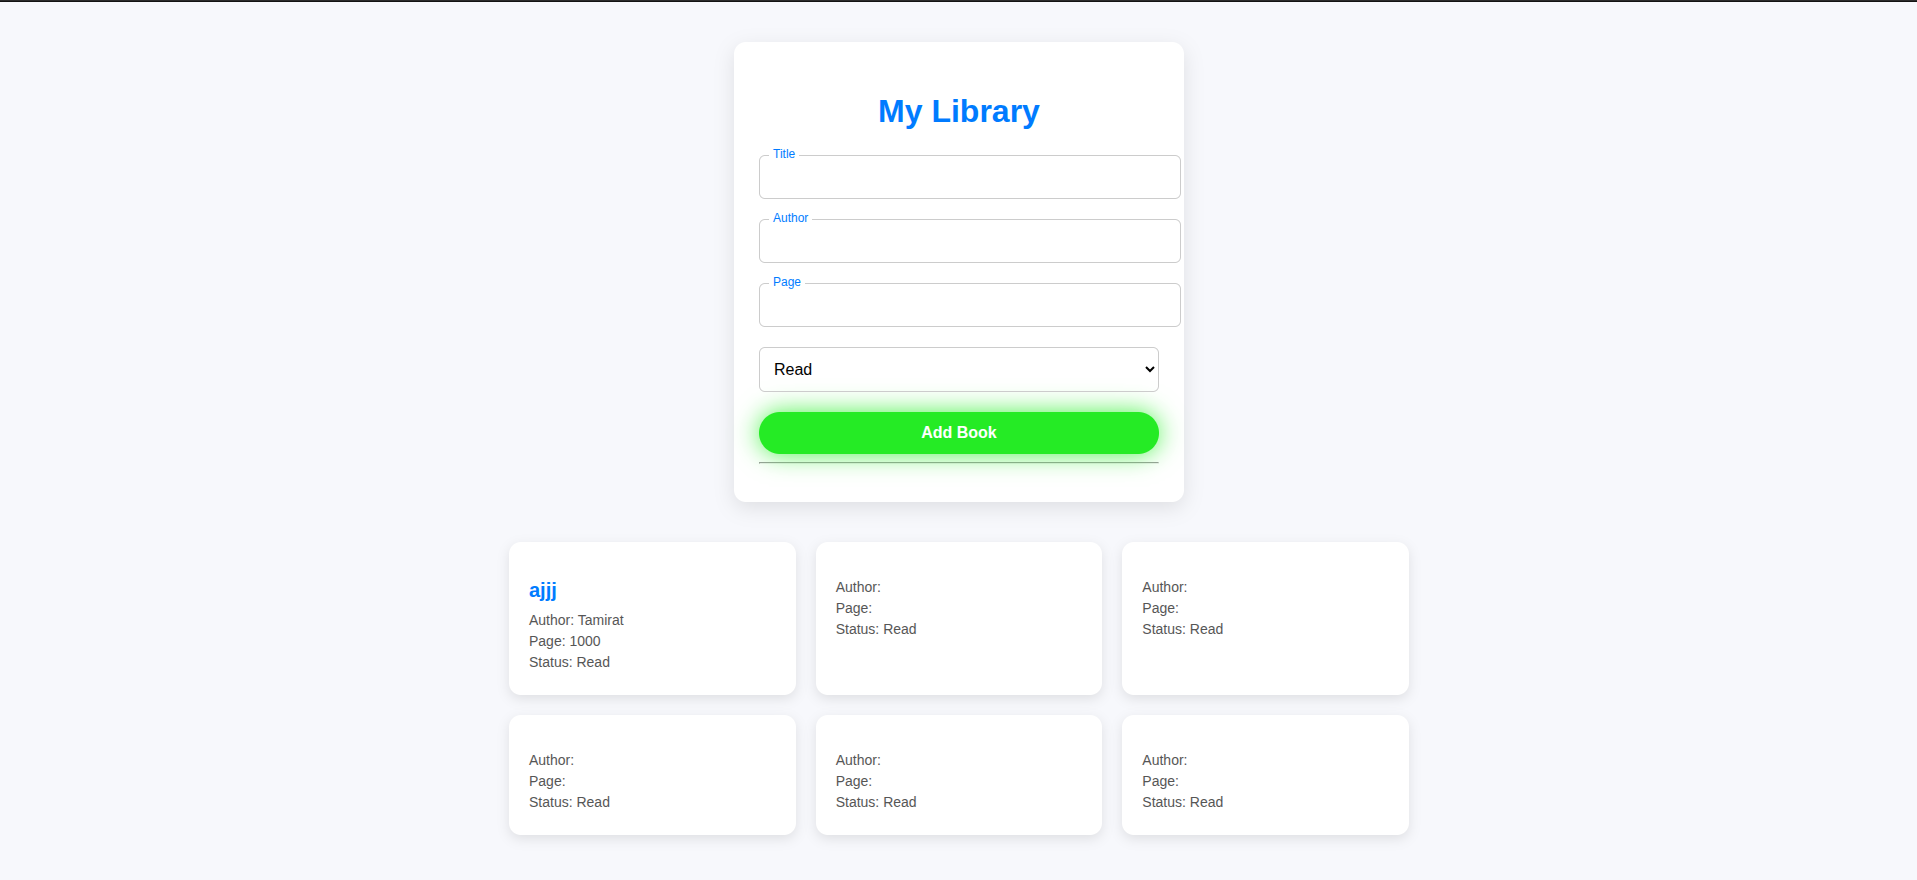 My Library
Title
Author
Page
Read
Add Book
ajjj
Author: Tamirat
Page: 1000
Status: Read
Author:
Page:
Status: Read
Author:
Page:
Status: Read
Author:
Page:
Status: Read
Author:
Page:
Status: Read
Author:
Page:
Status: Read